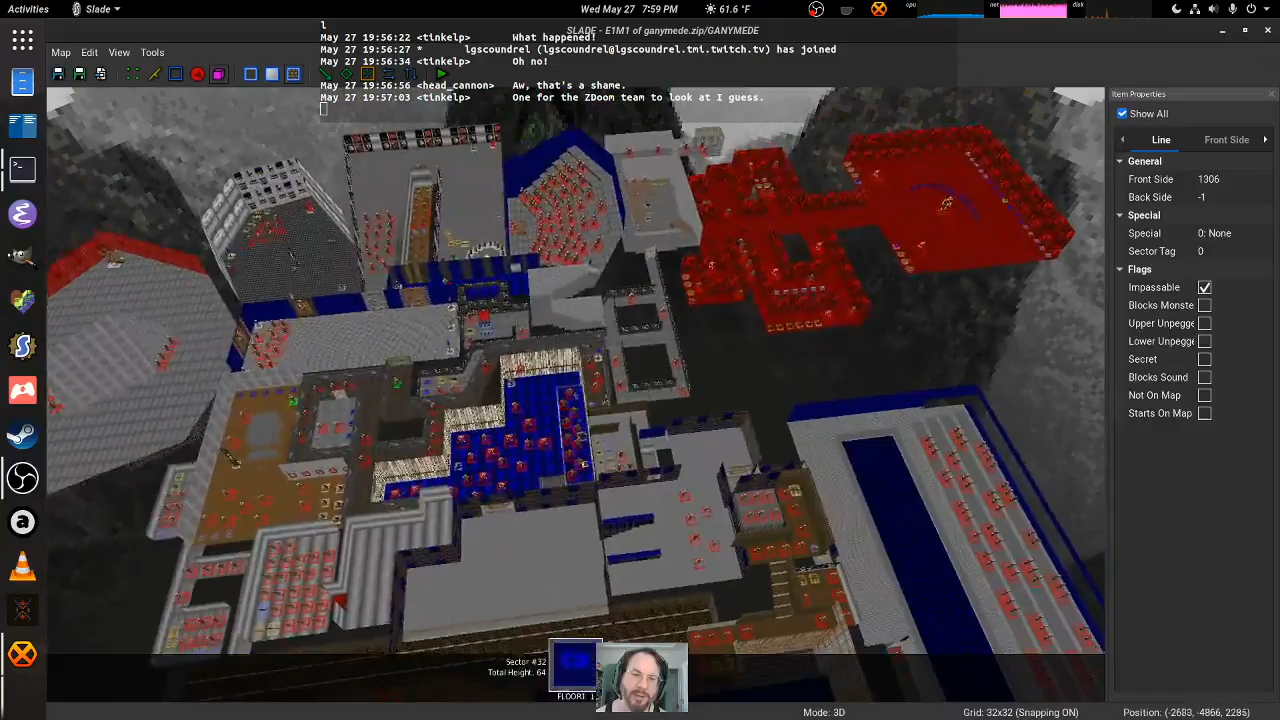 Activities
Slade
Wed May 27 7:59 PM
61.6 °F
cpu
net
disk
l
May 27 19:56:22 <tinkelp> What happened!
SLADE - E1M1 of ganymede.zip/GANYMEDE
May 27 19:56:27 * lgscoundrel (lgscoundrel@lgscoundrel.tmi.twitch.tv) has joined
Map Edit View Tools
May 27 19:56:34 <tinkelp> Oh no!
May 27 19:56:56 <head_cannon> Aw, that's a shame.
May 27 19:57:03 <tinkelp> One for the ZDoom team to look at I guess.
Item Properties
Show All
Line
Front Side
General
Front Side 1306
Back Side -1
Special
Special 0: None
Sector Tag 0
Flags
Impassable
Blocks Monste
Upper Unpegge
Lower Unpegge
Secret
Blocks Sound
Not On Map
Starts On Map
Sector #32
Total Height: 64
Mode: 3D
Grid: 32x32 (Snapping ON)